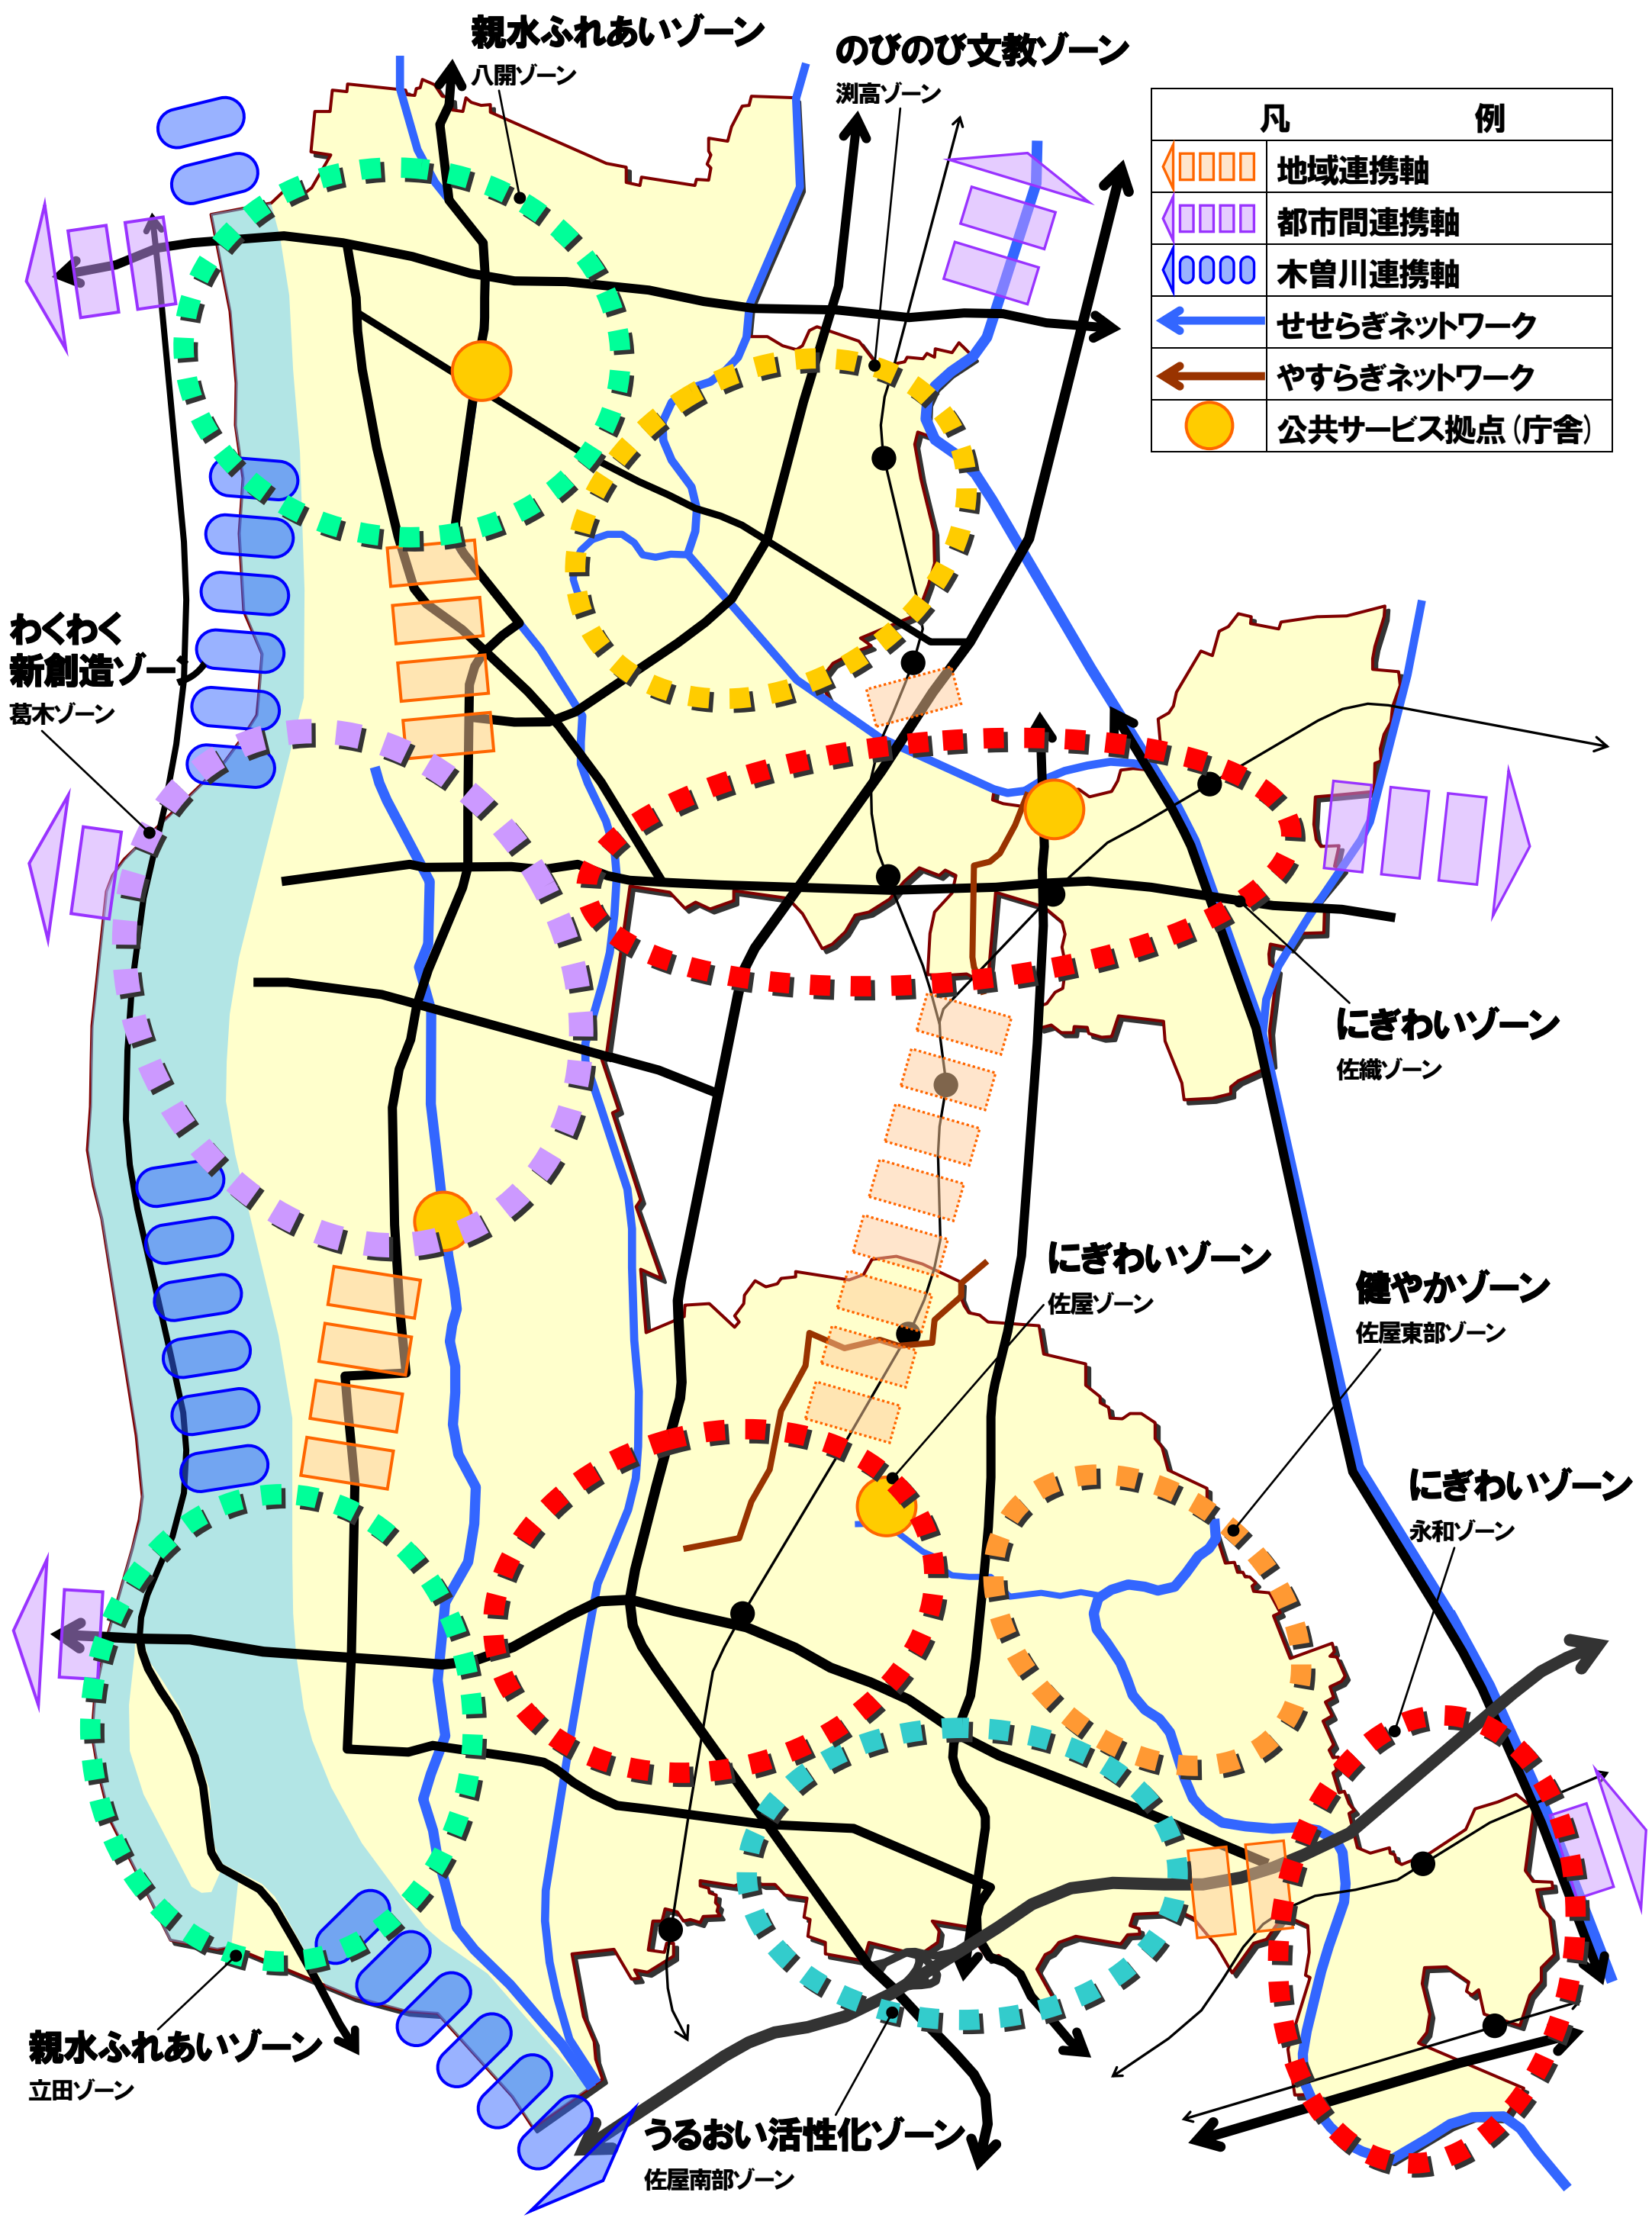 親水ふれあいゾーン
八開ゾーン
のびのび文教ゾーン
渕高ゾーン
凡 例
地域連携軸
都市間連携軸
木曽川連携軸
せせらぎネットワーク
やすらぎネットワーク
公共サービス拠点(庁舎)
わくわく
新創造ゾーン
葛木ゾーン
にぎわいゾーン
佐織ゾーン
にぎわいゾーン
佐屋ゾーン
健やかゾーン
佐屋東部ゾーン
にぎわいゾーン
永和ゾーン
親水ふれあいゾーン
立田ゾーン
うるおい活性化ゾーン
佐屋南部ゾーン